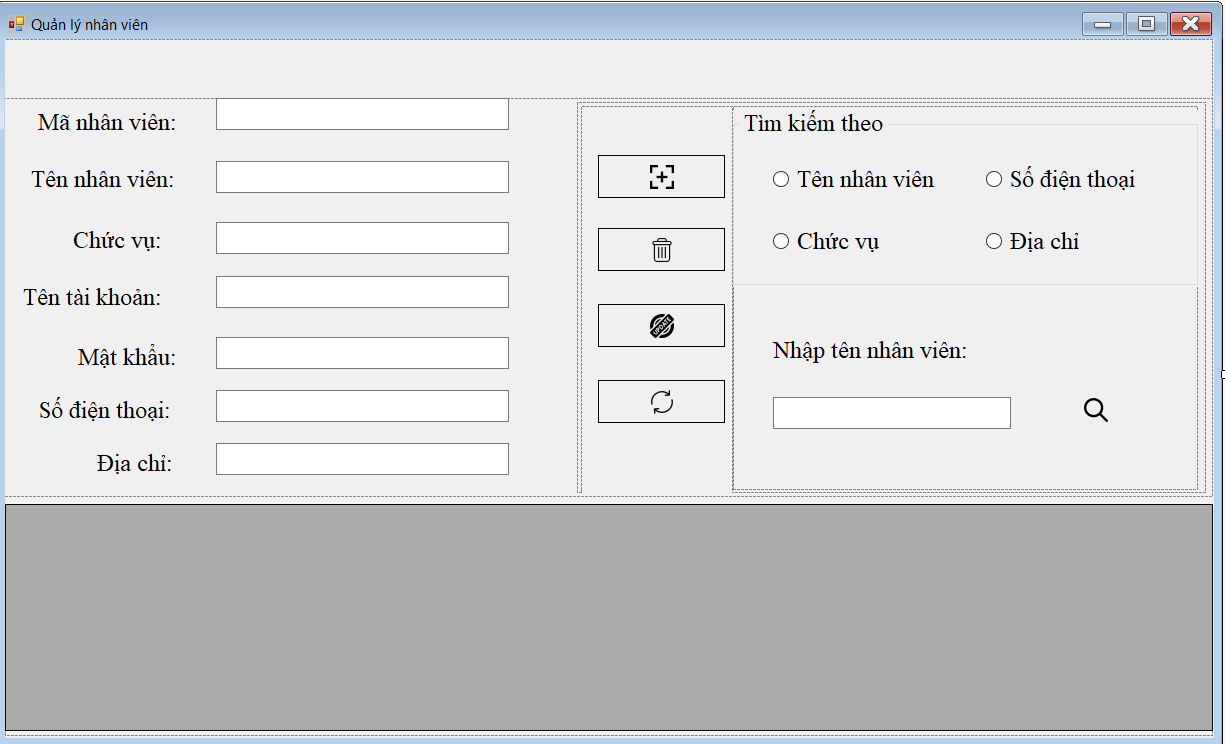 Quản lý nhân viên
Mã nhân viên:
Tên nhân viên:
Chức vụ:
Tên tài khoản:
Mật khẩu:
Số điện thoại:
Địa chỉ:
UPDATE
Tìm kiếm theo
Tên nhân viên
Số điện thoại
Chức vụ
Địa chỉ
Nhập tên nhân viên: